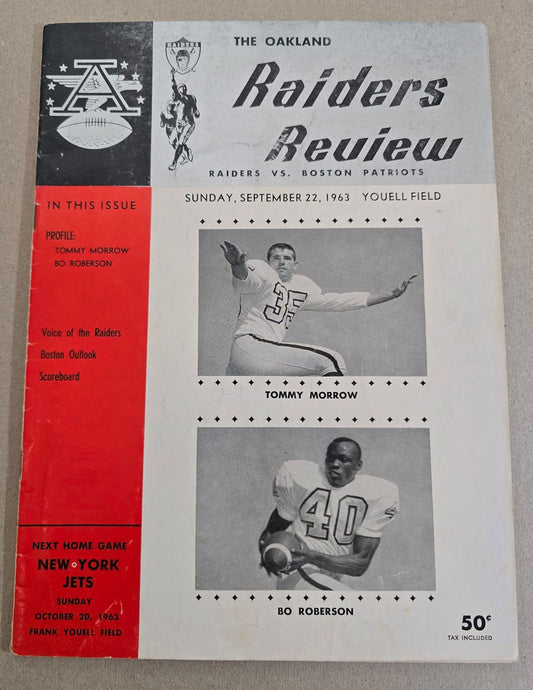 RAIDERS
THE OAKLAND
Raiders
Review
RAIDERS VS. BOSTON PATRIOTS
SUNDAY, SEPTEMBER 22, 1963 YOUELL FIELD
IN THIS ISSUE
PROFILE:
TOMMY MORROW
BO ROBERSON
Voice of the Raiders
Boston Outlook
Scoreboard
35
TOMMY MORROW
40
BO ROBERSON
NEXT HOME GAME
NEW YORK
JETS
SUNDAY
OCTOBER 20, 1963
FRANK YOUELL FIELD
50¢
TAX INCLUDED
A